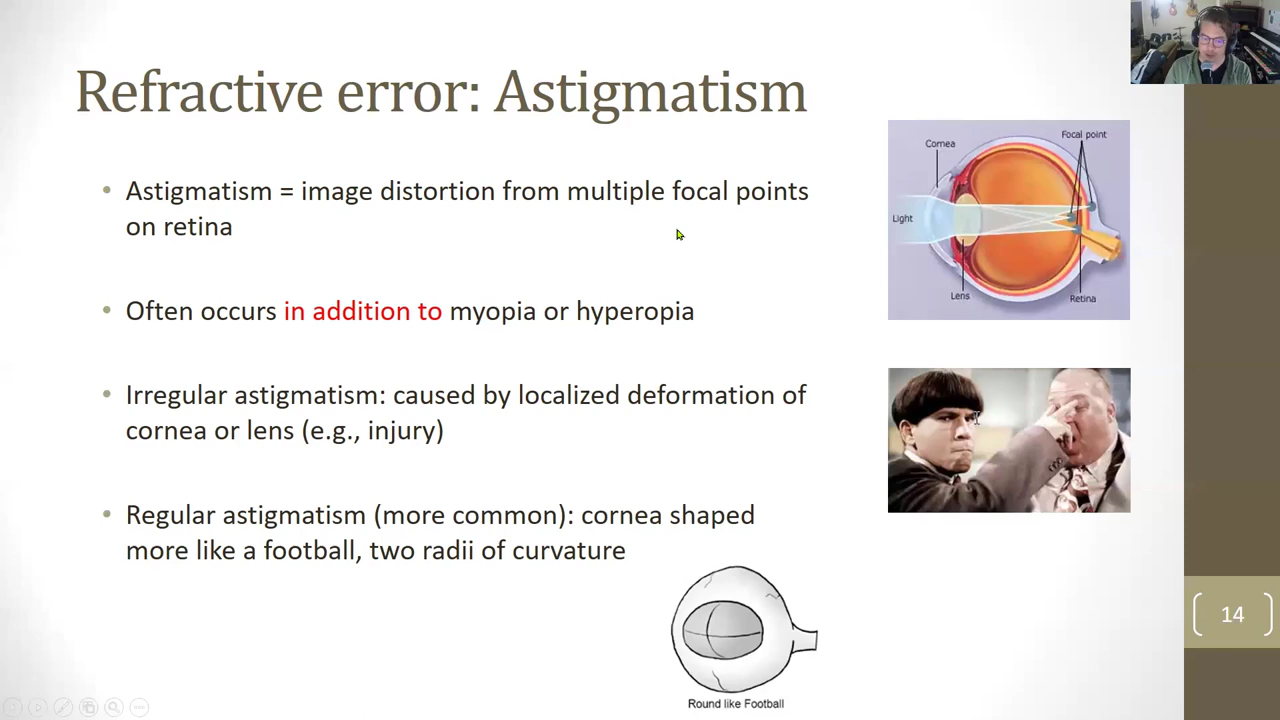 Refractive error: Astigmatism
• Astigmatism = image distortion from multiple focal points
on retina
• Often occurs in addition to myopia or hyperopia
• Irregular astigmatism: caused by localized deformation of
cornea or lens (e.g., injury)
• Regular astigmatism (more common): cornea shaped
more like a football, two radii of curvature
Focal point
Cornea
Light
Lens
Retina
14
Round like Football